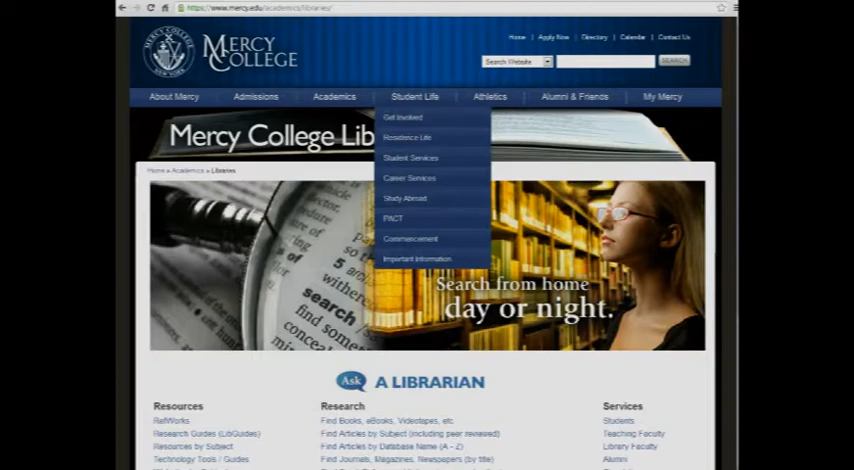 https://www.mercy.edu/academics/libraries/
MERCY COLLEGE
NEW YORK
MERCY
COLLEGE
Home | Apply Now | Directory | Calendar | Contact Us
Search Website
SEARCH
About Mercy
Admissions
Academics
Student Life
Athletics
Alumni & Friends
My Mercy
Get Involved
Residence Life
Student Services
Career Services
Study Abroad
PACT
Commencement
Important Information
Mercy College Lib
Home » Academics » Libraries
search
find some
Search from home
day or night.
Ask A LIBRARIAN
Resources
RefWorks
Research Guides (LibGuides)
Resources by Subject
Technology Tools / Guides
Research
Find Books, eBooks, Videotapes, etc
Find Articles by Subject (including peer reviewed)
Find Articles by Database Name (A - Z)
Find Journals, Magazines, Newspapers (by title)
Services
Students
Teaching Faculty
Library Faculty
Alumni